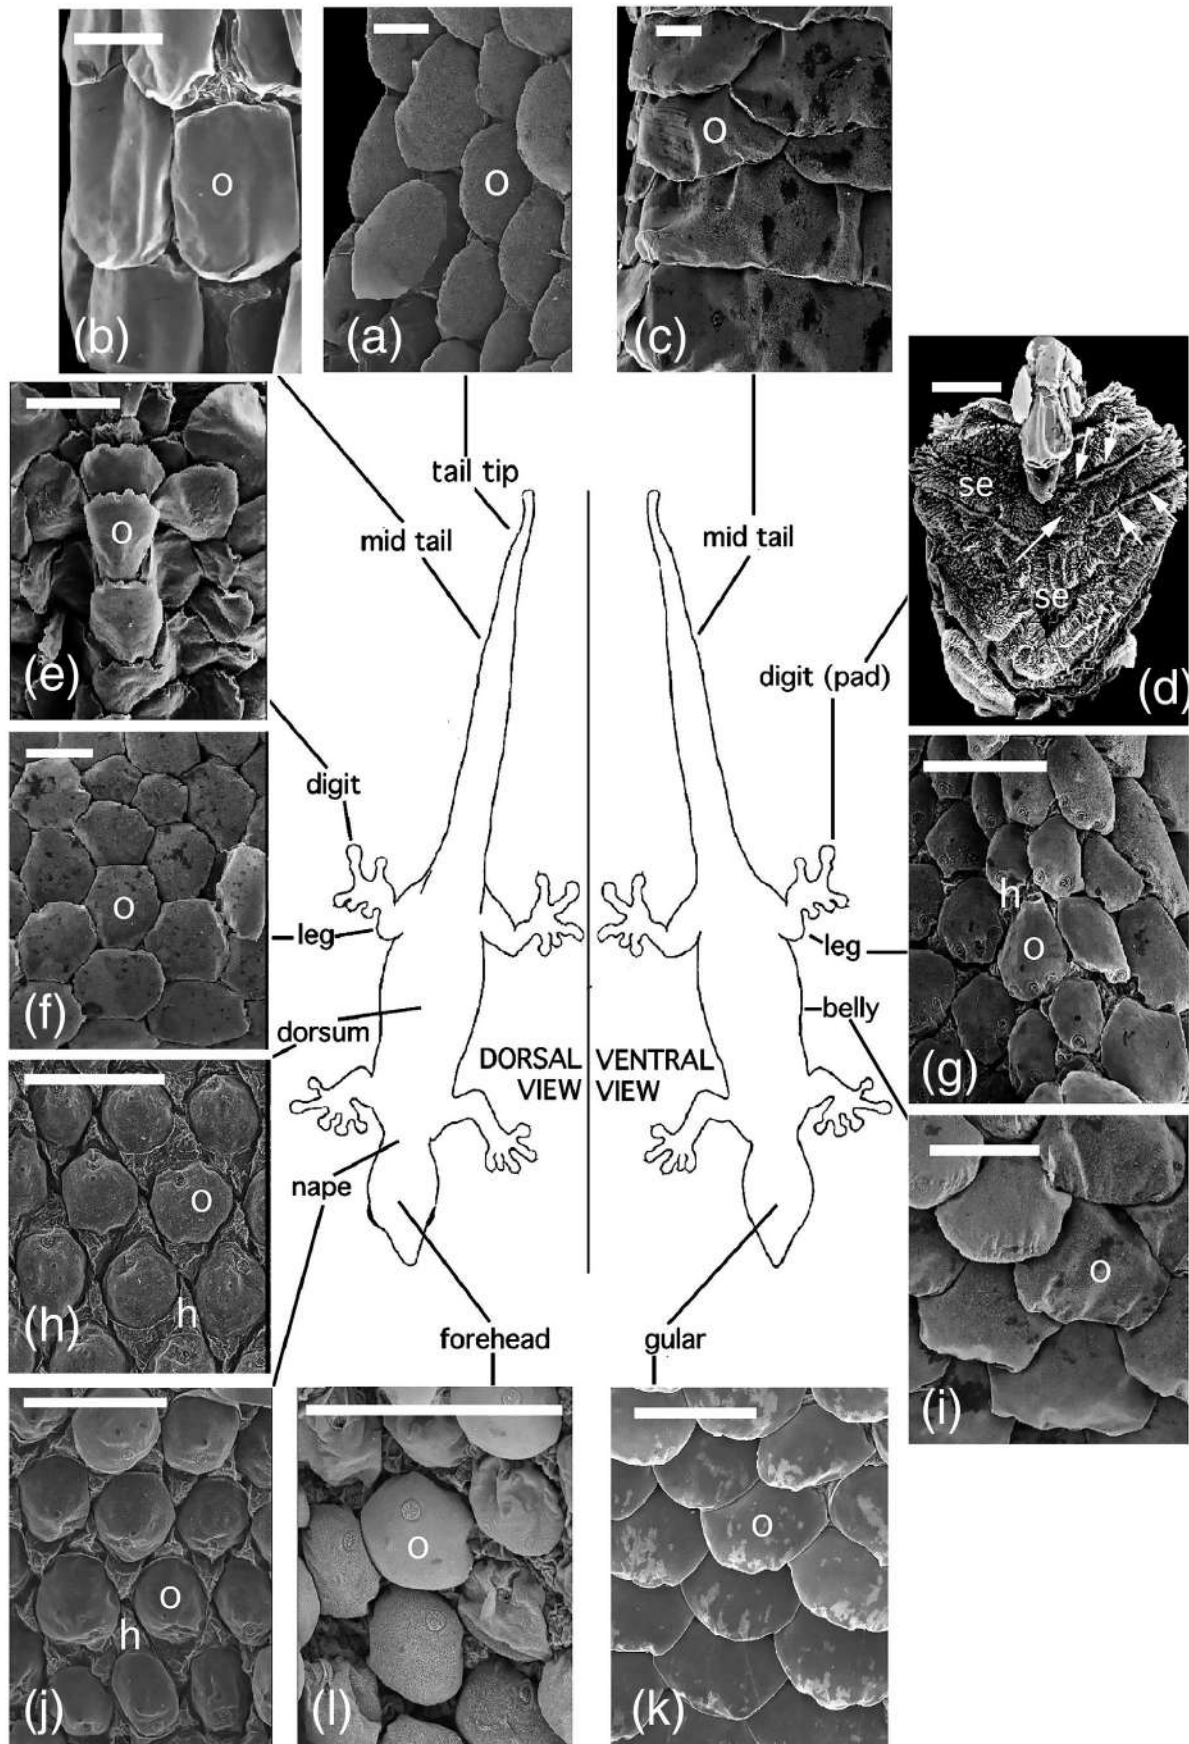 (b)
o
(a)
o
(c)
o
(d)
se
se
(e)
o
tail tip
mid tail
mid tail
digit (pad)
digit
(f)
o
leg
leg
(g)
h
o
dorsum
belly
DORSAL VENTRAL
VIEW VIEW
(h)
o
h
nape
(i)
o
forehead
gular
(j)
o
h
(l)
o
(k)
o